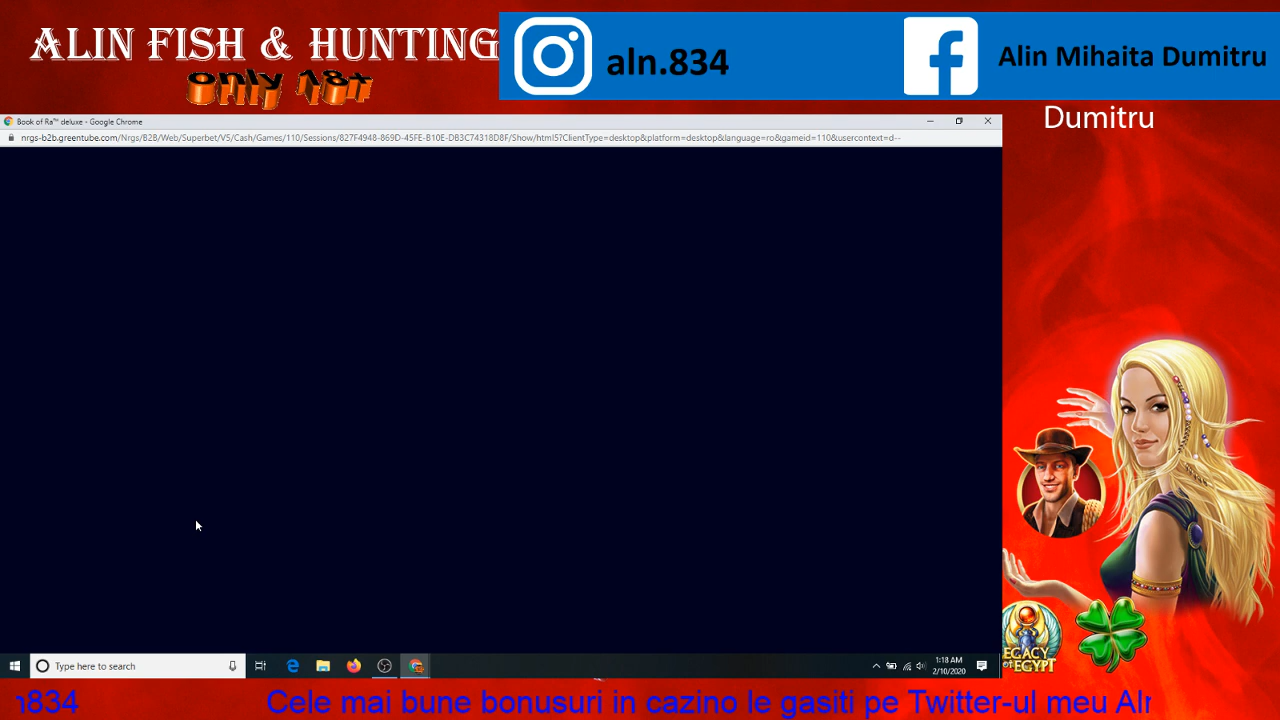 ALIN FISH & HUNTING
only 18+
aln.834
Alin Mihaita Dumitru
Dumitru
Book of Ra™ deluxe - Google Chrome
nrgs-b2b.greentube.com/Nrgs/B2B/Web/Superbet/V5/Cash/Games/110/Sessions/827F4948-869D-45FE-B10E-DB3C74318D8F/Show/html5?ClientType=desktop&platform=desktop&language=ro&gameid=110&usercontext=d--
LEGACY
OF EGYPT
Type here to search
1:18 AM
2/10/2020
n834 Cele mai bune bonusuri in cazino le gasiti pe Twitter-ul meu Aln